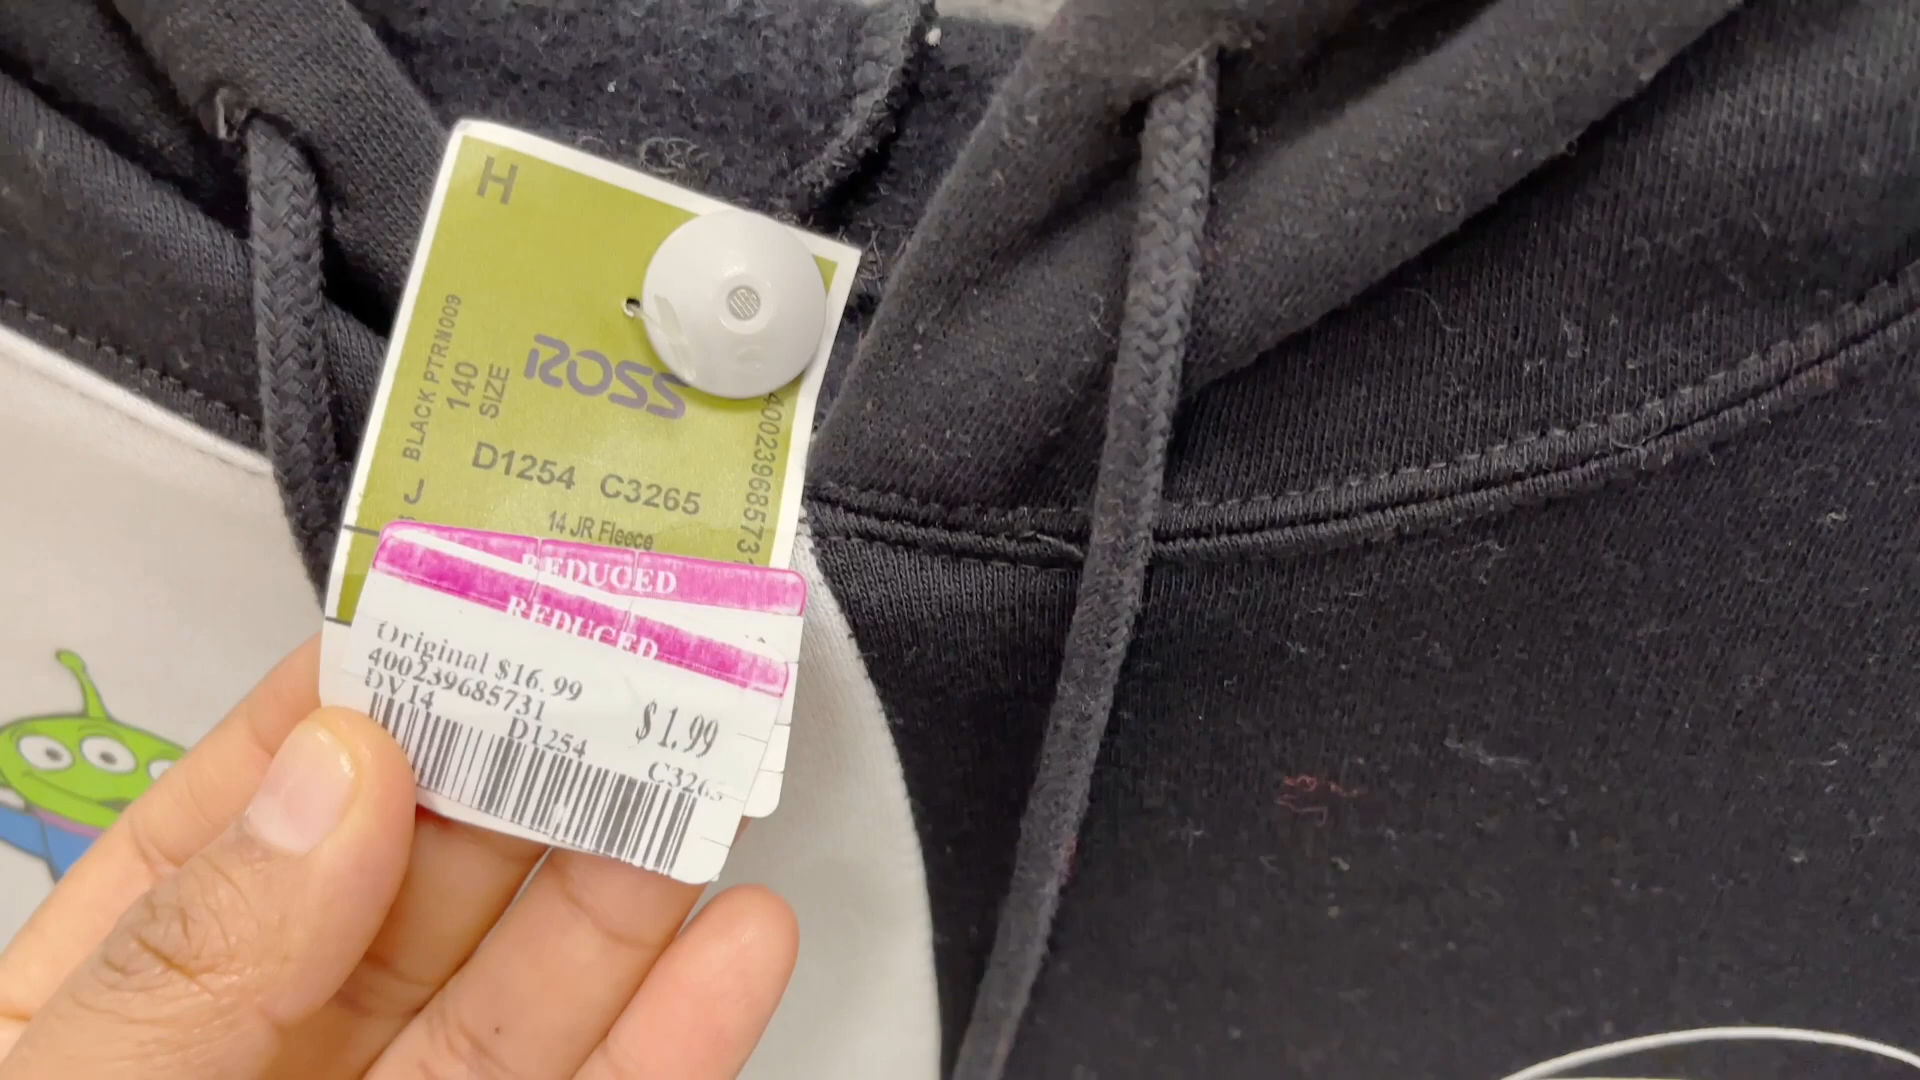 H
ROSS
BLACK PTRN009
140
SIZE
J
D1254 C3265
14 JR Fleece
400239685731
REDUCED
REDUCED
Original $16.99
400239685731
DV14 D1254 C3265
$1.99